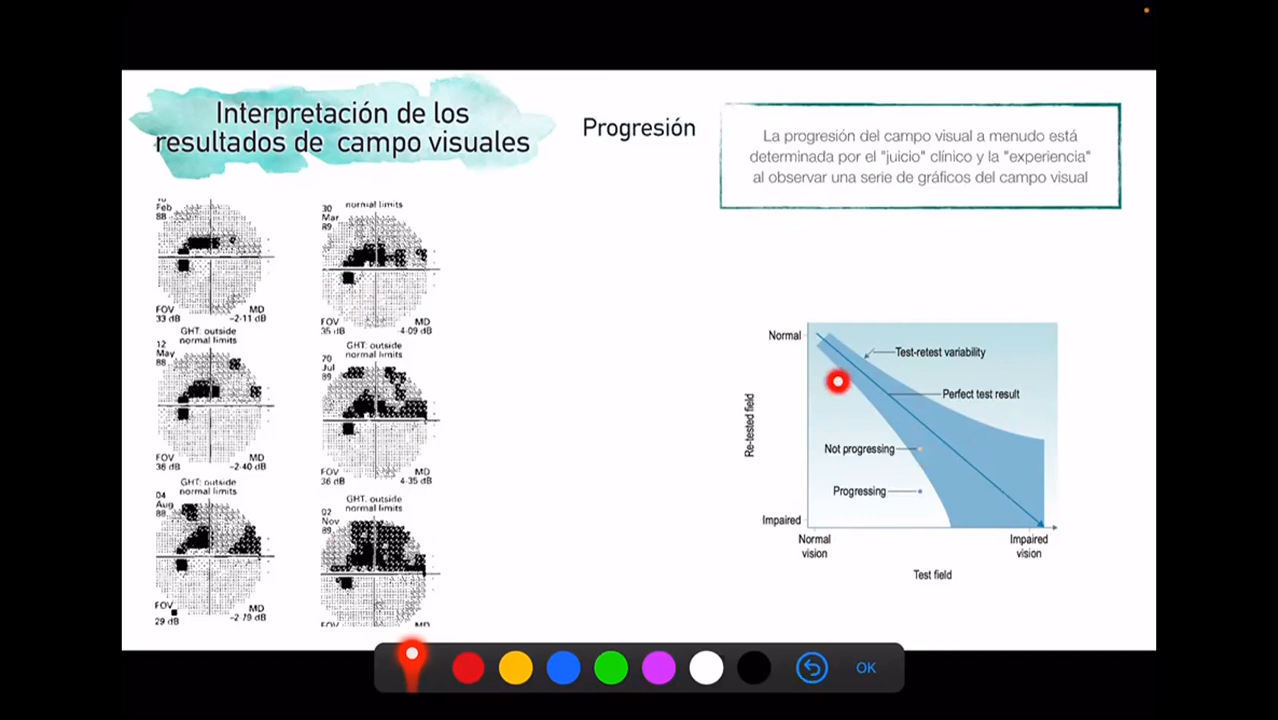 Interpretación de los
resultados de campo visuales
Progresión
La progresión del campo visual a menudo está
determinada por el "juicio" clínico y la "experiencia"
al observar una serie de gráficos del campo visual
Feb
88
FOV
33 dB
MD
-2·11 dB
GHT: outside
normal limits
12
May
88
FOV
36 dB
MD
-2·40 dB
GHT: outside
normal limits
04
Aug
88
FOV
29 dB
MD
-2·79 dB
normal limits
30
Mar
89
FOV
35 dB
MD
4·09 dB
GHT: outside
normal limits
Jul
89
FOV
36 dB
MD
4·35 dB
GHT: outside
normal limits
02
Nov
89
Normal
Test-retest variability
Perfect test result
Re-tested field
Not progressing
Progressing
Impaired
Normal
vision
Impaired
vision
Test field
OK